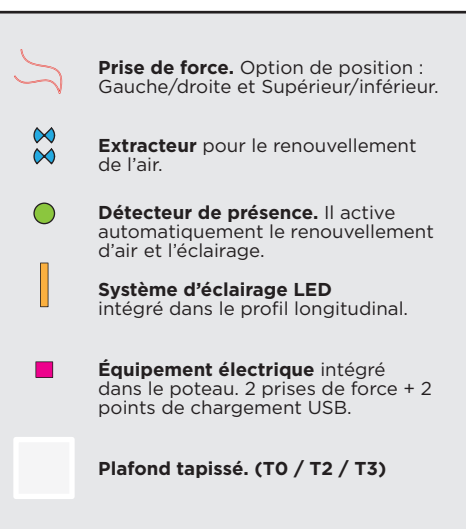 Prise de force. Option de position :
Gauche/droite et Supérieur/inférieur.
Extracteur pour le renouvellement
de l'air.
Détecteur de présence. Il active
automatiquement le renouvellement
d'air et l'éclairage.
Système d'éclairage LED
intégré dans le profil longitudinal.
Équipement électrique intégré
dans le poteau. 2 prises de force + 2
points de chargement USB.
Plafond tapissé. (T0 / T2 / T3)